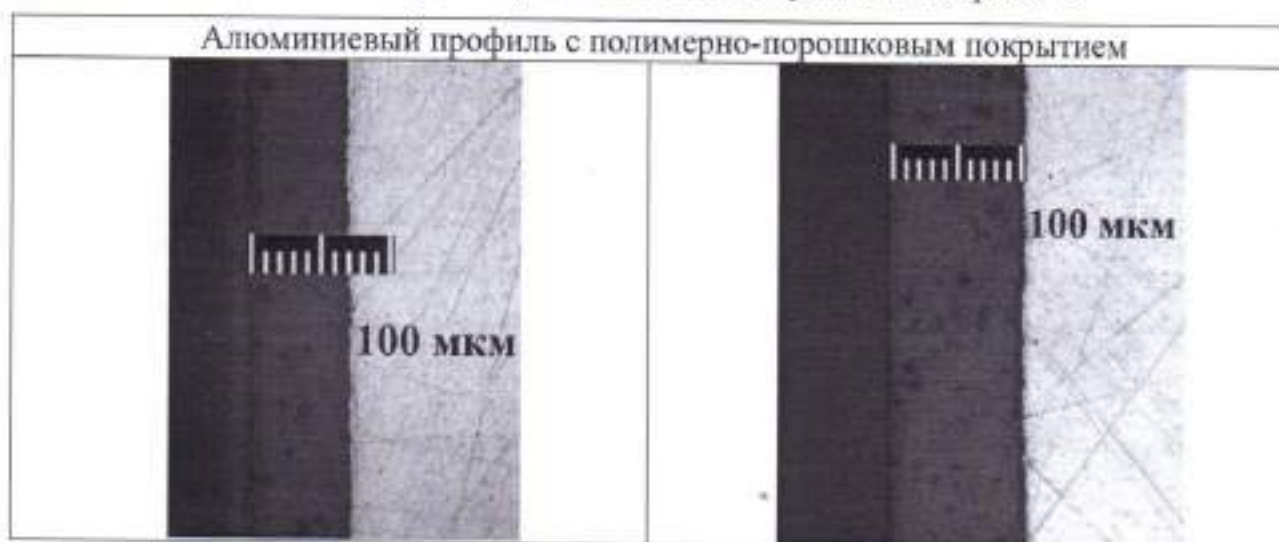 Алюминиевый профиль с полимерно-порошковым покрытием
100 мкм
100 мкм